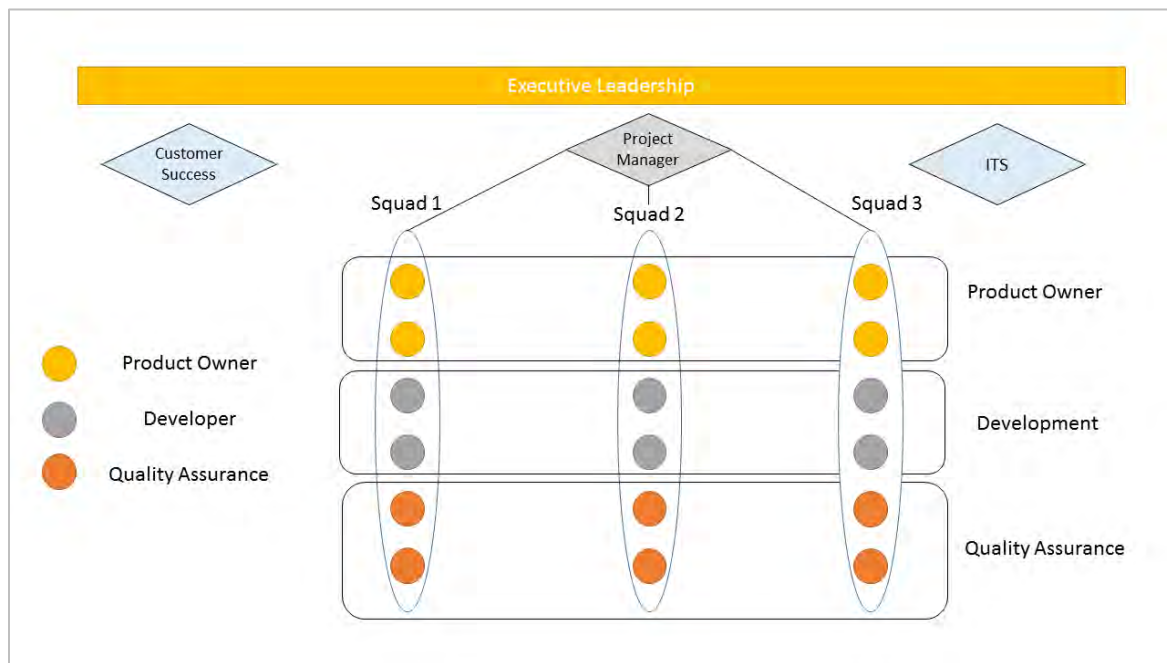 Executive Leadership
Customer
Success
Project
Manager
ITS
Squad 1
Squad 2
Squad 3
Product Owner
Product Owner
Developer
Development
Quality Assurance
Quality Assurance